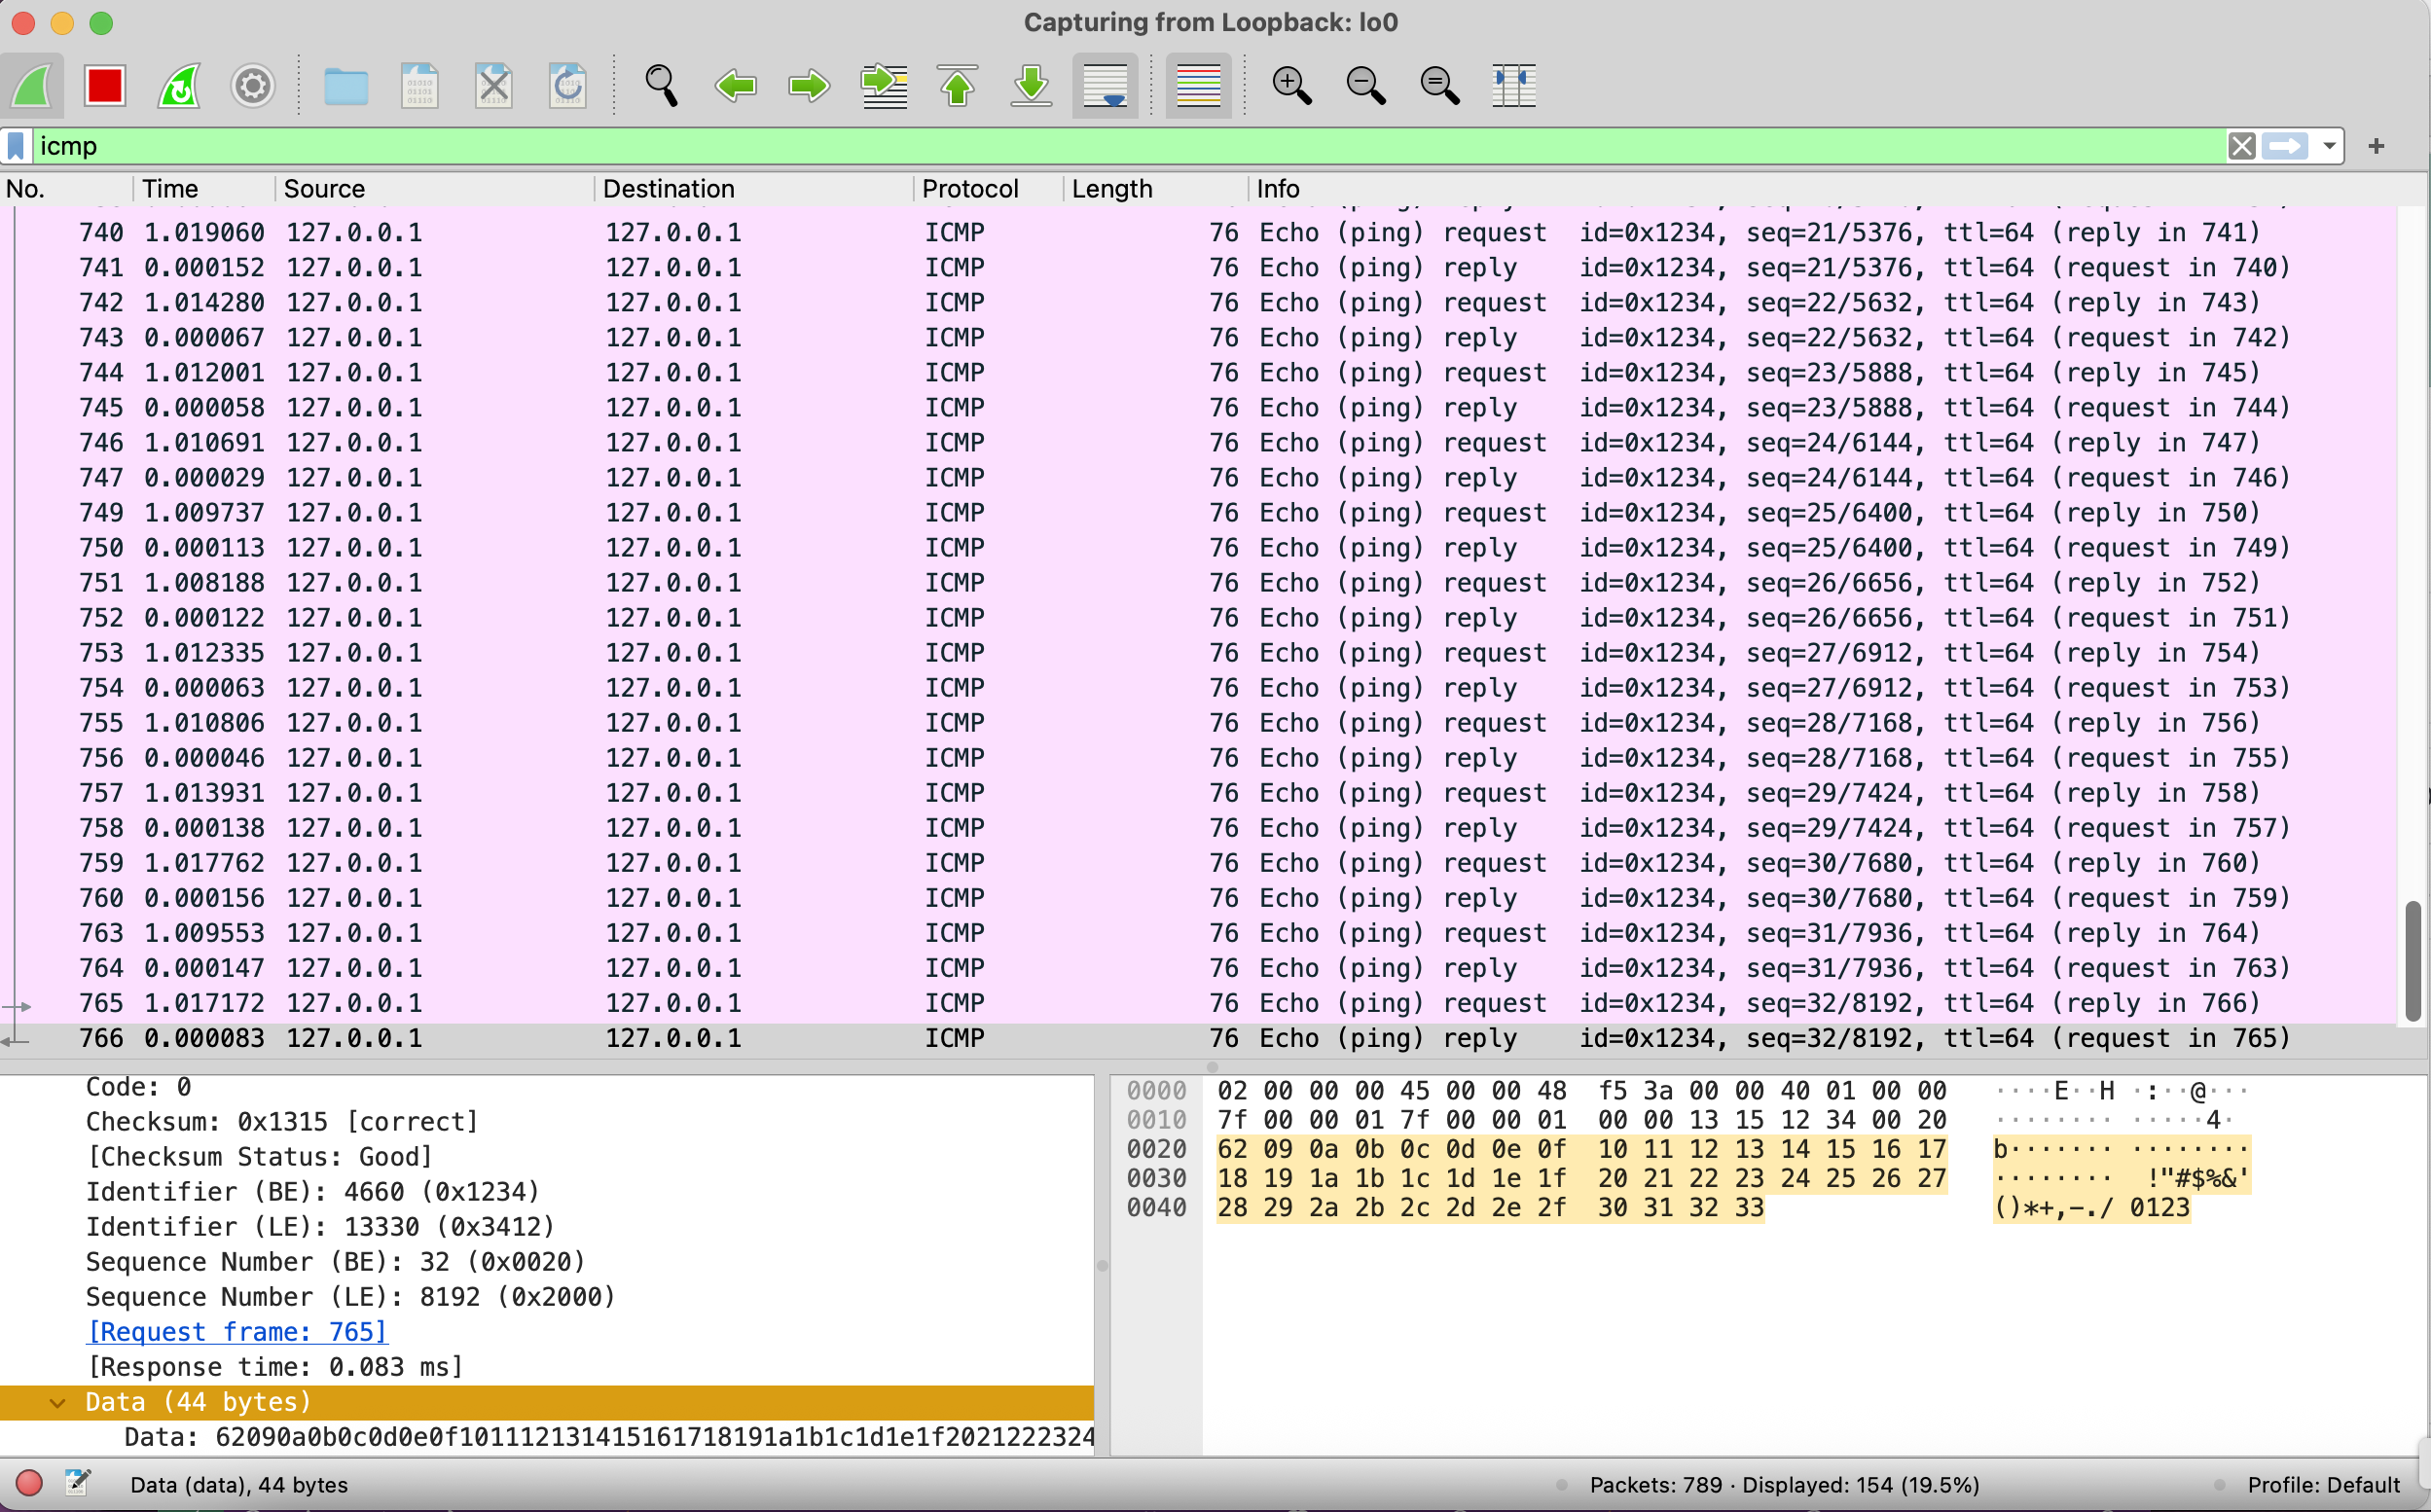 Capturing from Loopback: lo0
icmp
No. Time Source Destination Protocol Length Info
740 1.019060 127.0.0.1 127.0.0.1 ICMP 76 Echo (ping) request id=0x1234, seq=21/5376, ttl=64 (reply in 741)
741 0.000152 127.0.0.1 127.0.0.1 ICMP 76 Echo (ping) reply id=0x1234, seq=21/5376, ttl=64 (request in 740)
742 1.014280 127.0.0.1 127.0.0.1 ICMP 76 Echo (ping) request id=0x1234, seq=22/5632, ttl=64 (reply in 743)
743 0.000067 127.0.0.1 127.0.0.1 ICMP 76 Echo (ping) reply id=0x1234, seq=22/5632, ttl=64 (request in 742)
744 1.012001 127.0.0.1 127.0.0.1 ICMP 76 Echo (ping) request id=0x1234, seq=23/5888, ttl=64 (reply in 745)
745 0.000058 127.0.0.1 127.0.0.1 ICMP 76 Echo (ping) reply id=0x1234, seq=23/5888, ttl=64 (request in 744)
746 1.010691 127.0.0.1 127.0.0.1 ICMP 76 Echo (ping) request id=0x1234, seq=24/6144, ttl=64 (reply in 747)
747 0.000029 127.0.0.1 127.0.0.1 ICMP 76 Echo (ping) reply id=0x1234, seq=24/6144, ttl=64 (request in 746)
749 1.009737 127.0.0.1 127.0.0.1 ICMP 76 Echo (ping) request id=0x1234, seq=25/6400, ttl=64 (reply in 750)
750 0.000113 127.0.0.1 127.0.0.1 ICMP 76 Echo (ping) reply id=0x1234, seq=25/6400, ttl=64 (request in 749)
751 1.008188 127.0.0.1 127.0.0.1 ICMP 76 Echo (ping) request id=0x1234, seq=26/6656, ttl=64 (reply in 752)
752 0.000122 127.0.0.1 127.0.0.1 ICMP 76 Echo (ping) reply id=0x1234, seq=26/6656, ttl=64 (request in 751)
753 1.012335 127.0.0.1 127.0.0.1 ICMP 76 Echo (ping) request id=0x1234, seq=27/6912, ttl=64 (reply in 754)
754 0.000063 127.0.0.1 127.0.0.1 ICMP 76 Echo (ping) reply id=0x1234, seq=27/6912, ttl=64 (request in 753)
755 1.010806 127.0.0.1 127.0.0.1 ICMP 76 Echo (ping) request id=0x1234, seq=28/7168, ttl=64 (reply in 756)
756 0.000046 127.0.0.1 127.0.0.1 ICMP 76 Echo (ping) reply id=0x1234, seq=28/7168, ttl=64 (request in 755)
757 1.013931 127.0.0.1 127.0.0.1 ICMP 76 Echo (ping) request id=0x1234, seq=29/7424, ttl=64 (reply in 758)
758 0.000138 127.0.0.1 127.0.0.1 ICMP 76 Echo (ping) reply id=0x1234, seq=29/7424, ttl=64 (request in 757)
759 1.017762 127.0.0.1 127.0.0.1 ICMP 76 Echo (ping) request id=0x1234, seq=30/7680, ttl=64 (reply in 760)
760 0.000156 127.0.0.1 127.0.0.1 ICMP 76 Echo (ping) reply id=0x1234, seq=30/7680, ttl=64 (request in 759)
763 1.009553 127.0.0.1 127.0.0.1 ICMP 76 Echo (ping) request id=0x1234, seq=31/7936, ttl=64 (reply in 764)
764 0.000147 127.0.0.1 127.0.0.1 ICMP 76 Echo (ping) reply id=0x1234, seq=31/7936, ttl=64 (request in 763)
765 1.017172 127.0.0.1 127.0.0.1 ICMP 76 Echo (ping) request id=0x1234, seq=32/8192, ttl=64 (reply in 766)
766 0.000083 127.0.0.1 127.0.0.1 ICMP 76 Echo (ping) reply id=0x1234, seq=32/8192, ttl=64 (request in 765)
Code: 0
Checksum: 0x1315 [correct]
[Checksum Status: Good]
Identifier (BE): 4660 (0x1234)
Identifier (LE): 13330 (0x3412)
Sequence Number (BE): 32 (0x0020)
Sequence Number (LE): 8192 (0x2000)
[Request frame: 765]
[Response time: 0.083 ms]
Data (44 bytes)
Data: 62090a0b0c0d0e0f101112131415161718191a1b1c1d1e1f2021222324
0000 02 00 00 00 45 00 00 48 f5 3a 00 00 40 01 00 00 ····E··H ·:··@···
0010 7f 00 00 01 7f 00 00 01 00 00 13 15 12 34 00 20 ········ ·····4·
0020 62 09 0a 0b 0c 0d 0e 0f 10 11 12 13 14 15 16 17 b······· ········
0030 18 19 1a 1b 1c 1d 1e 1f 20 21 22 23 24 25 26 27 ········ !"#$%&'
0040 28 29 2a 2b 2c 2d 2e 2f 30 31 32 33 ()*+,-./ 0123
Data (data), 44 bytes
Packets: 789 · Displayed: 154 (19.5%)
Profile: Default